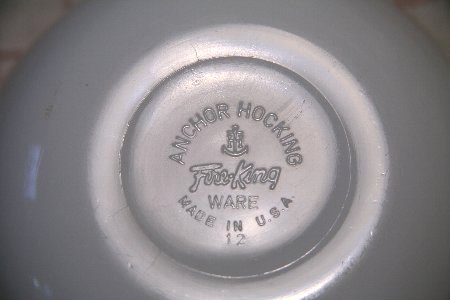 ANCHOR HOCKING
Fire-King
WARE
MADE IN U.S.A.
12